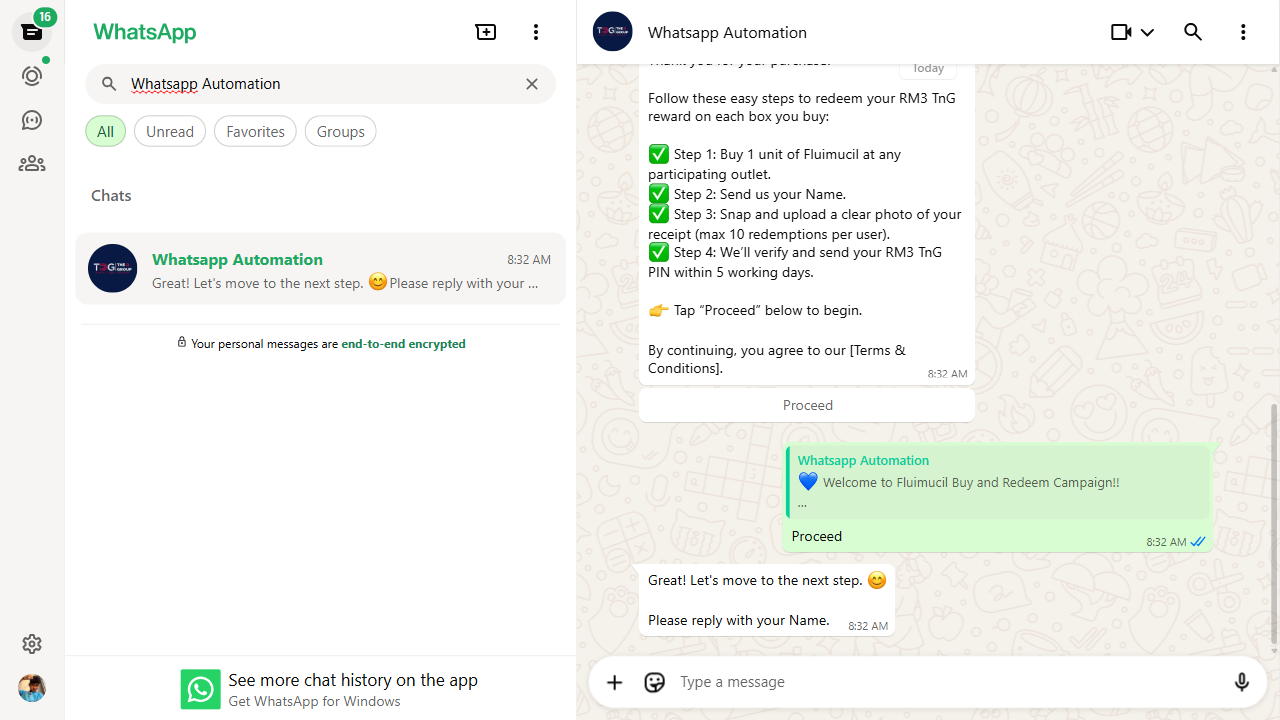 16
WhatsApp
Whatsapp Automation
All
Unread
Favorites
Groups
Chats
Whatsapp Automation
8:32 AM
Great! Let's move to the next step. 😊Please reply with your ...
Your personal messages are end-to-end encrypted
See more chat history on the app
Get WhatsApp for Windows
Whatsapp Automation
Thank you for your purchase!
Today
Follow these easy steps to redeem your RM3 TnG
reward on each box you buy:
✅ Step 1: Buy 1 unit of Fluimucil at any
participating outlet.
✅ Step 2: Send us your Name.
✅ Step 3: Snap and upload a clear photo of your
receipt (max 10 redemptions per user).
✅ Step 4: We’ll verify and send your RM3 TnG
PIN within 5 working days.
👉 Tap “Proceed” below to begin.
By continuing, you agree to our [Terms &
Conditions].
8:32 AM
Proceed
Whatsapp Automation
💙 Welcome to Fluimucil Buy and Redeem Campaign!!
...
Proceed
8:32 AM
Great! Let's move to the next step. 😊
Please reply with your Name.
8:32 AM
Type a message